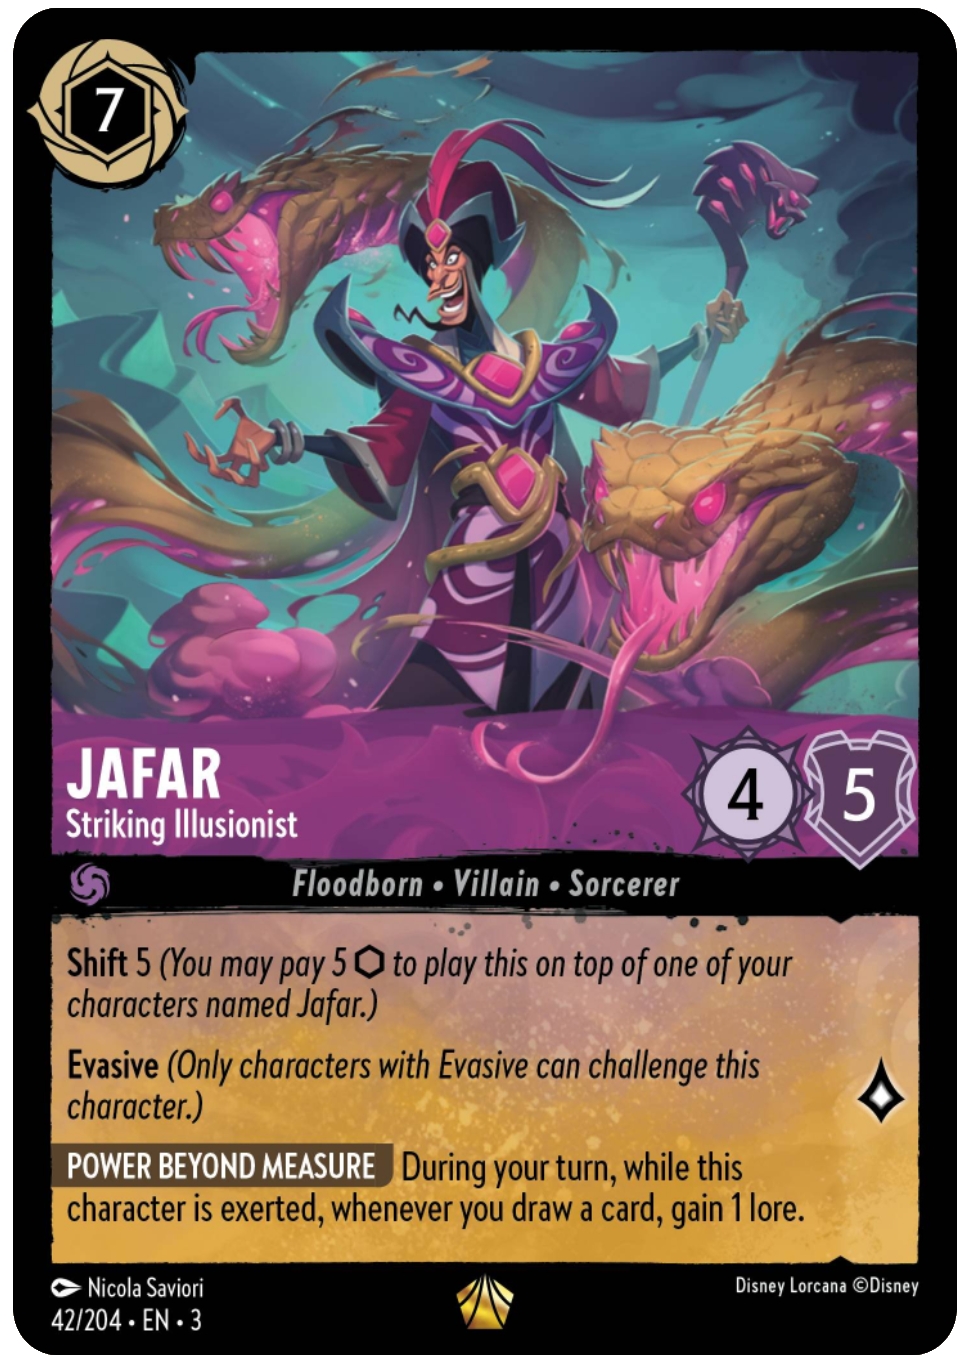 7
JAFAR
Striking Illusionist
4
5
Floodborn • Villain • Sorcerer
Shift 5 (You may pay 5 ⬡ to play this on top of one of your
characters named Jafar.)
Evasive (Only characters with Evasive can challenge this
character.)
POWER BEYOND MEASURE During your turn, while this
character is exerted, whenever you draw a card, gain 1 lore.
Nicola Saviori
Disney Lorcana ©Disney
42/204 • EN • 3